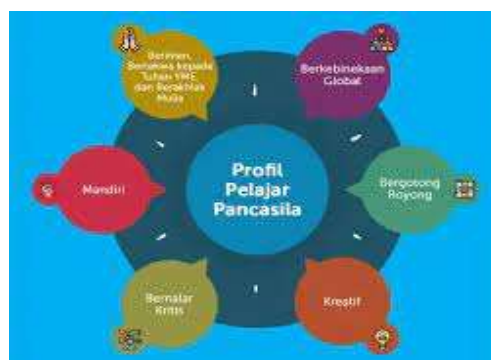 Beriman,
Bertakwa kepada
Tuhan YME,
dan Berakhlak
Mulia
Berkebinekaan
Global
Mandiri
Profil
Pelajar
Pancasila
Bergotong
Royong
Bernalar
Kritis
Kreatif